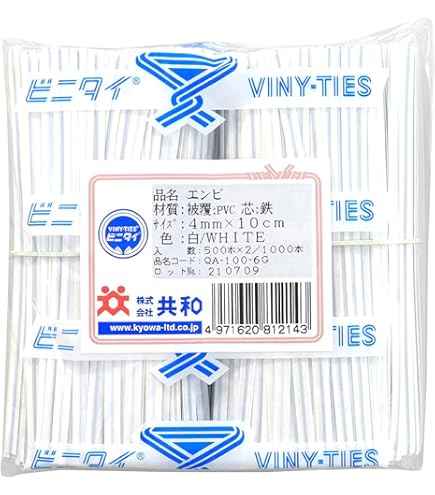 ビニタイ® VINY-TIES
品名 エンビ
材質:被覆:PVC 芯:鉄
サイズ:4mm×10cm
色:白/WHITE
入 数:500本×2/1000本
品名コード:QA-100-6G
ロット№:210709
VINY-TIES®
ビニタイ
株式会社 共和
www.kyowa-ltd.co.jp
4 971620 812143
ビニタイ® VINY-TIES